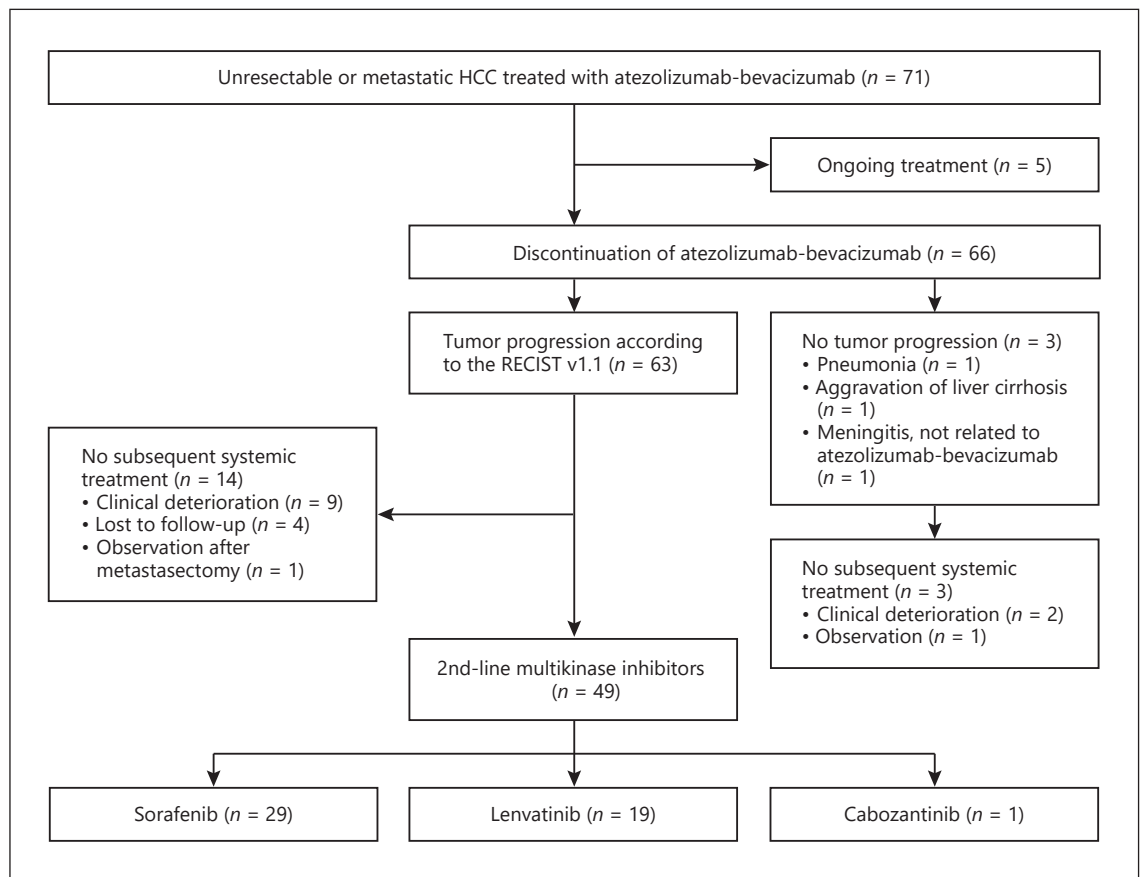 Unresectable or metastatic HCC treated with atezolizumab-bevacizumab (n = 71)
Ongoing treatment (n = 5)
Discontinuation of atezolizumab-bevacizumab (n = 66)
Tumor progression according
to the RECIST v1.1 (n = 63)
No tumor progression (n = 3)
• Pneumonia (n = 1)
• Aggravation of liver cirrhosis
(n = 1)
• Meningitis, not related to
atezolizumab-bevacizumab
(n = 1)
No subsequent systemic
treatment (n = 14)
• Clinical deterioration (n = 9)
• Lost to follow-up (n = 4)
• Observation after
metastasectomy (n = 1)
No subsequent systemic
treatment (n = 3)
• Clinical deterioration (n = 2)
• Observation (n = 1)
2nd-line multikinase inhibitors
(n = 49)
Sorafenib (n = 29)
Lenvatinib (n = 19)
Cabozantinib (n = 1)